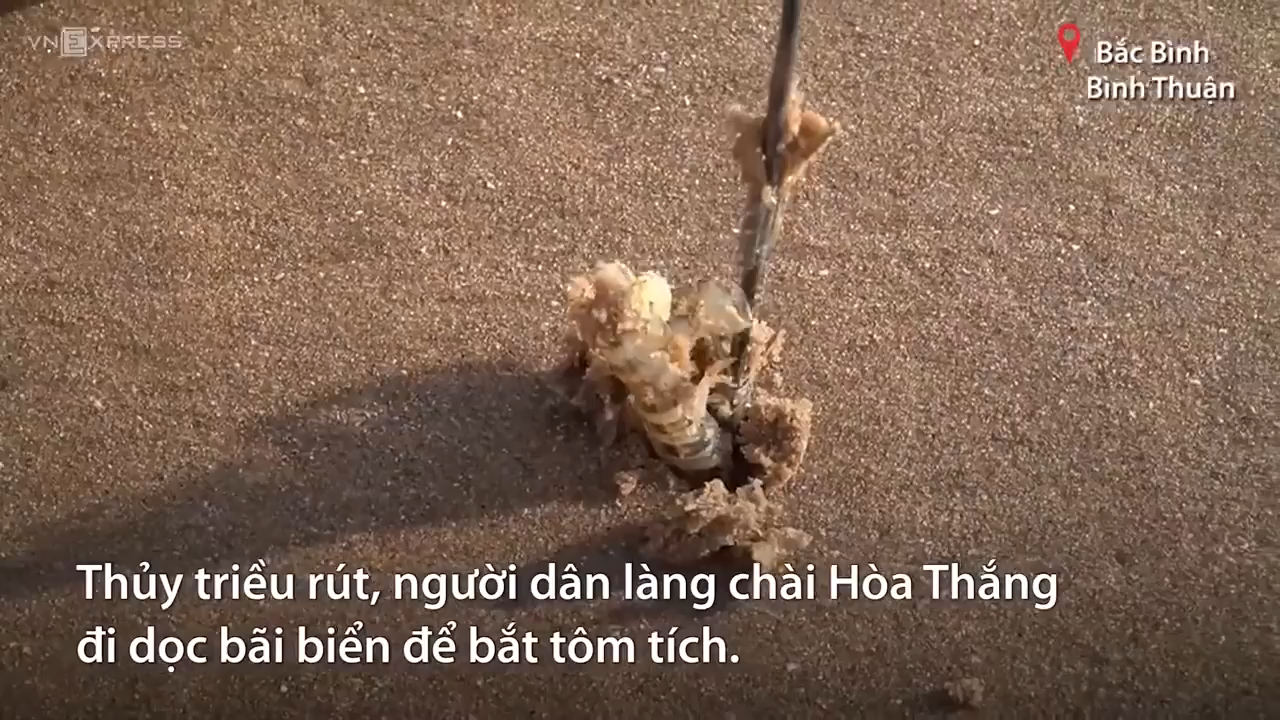 VNEXPRESS
Bắc Bình
Bình Thuận
Thủy triều rút, người dân làng chài Hòa Thắng
đi dọc bãi biển để bắt tôm tích.